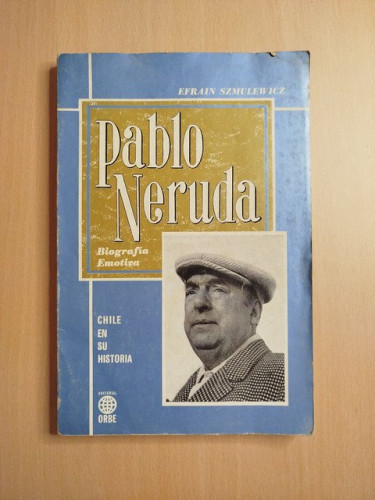 EFRAIN SZMULEWICZ
Pablo
Neruda
Biografía
Emotiva
CHILE
EN
SU
HISTORIA
EDITORIAL
ORBE